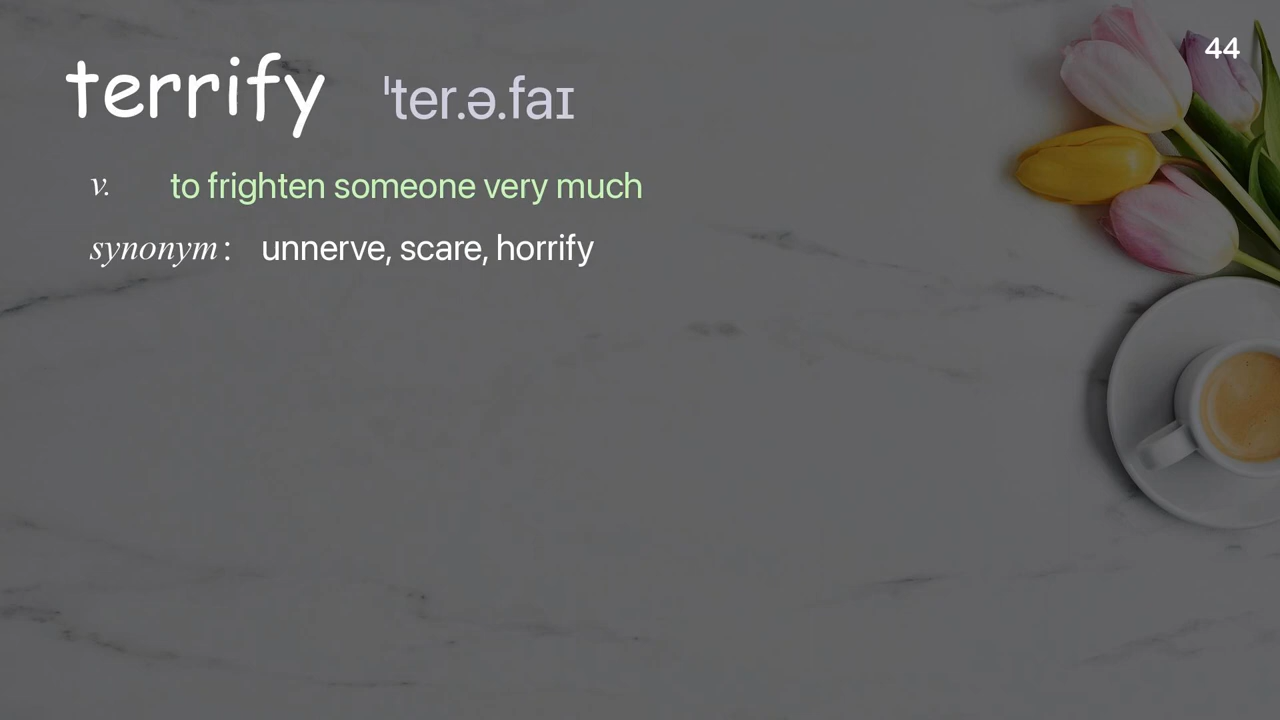 44
terrify ˈter.ə.faɪ
v. to frighten someone very much
synonym: unnerve, scare, horrify